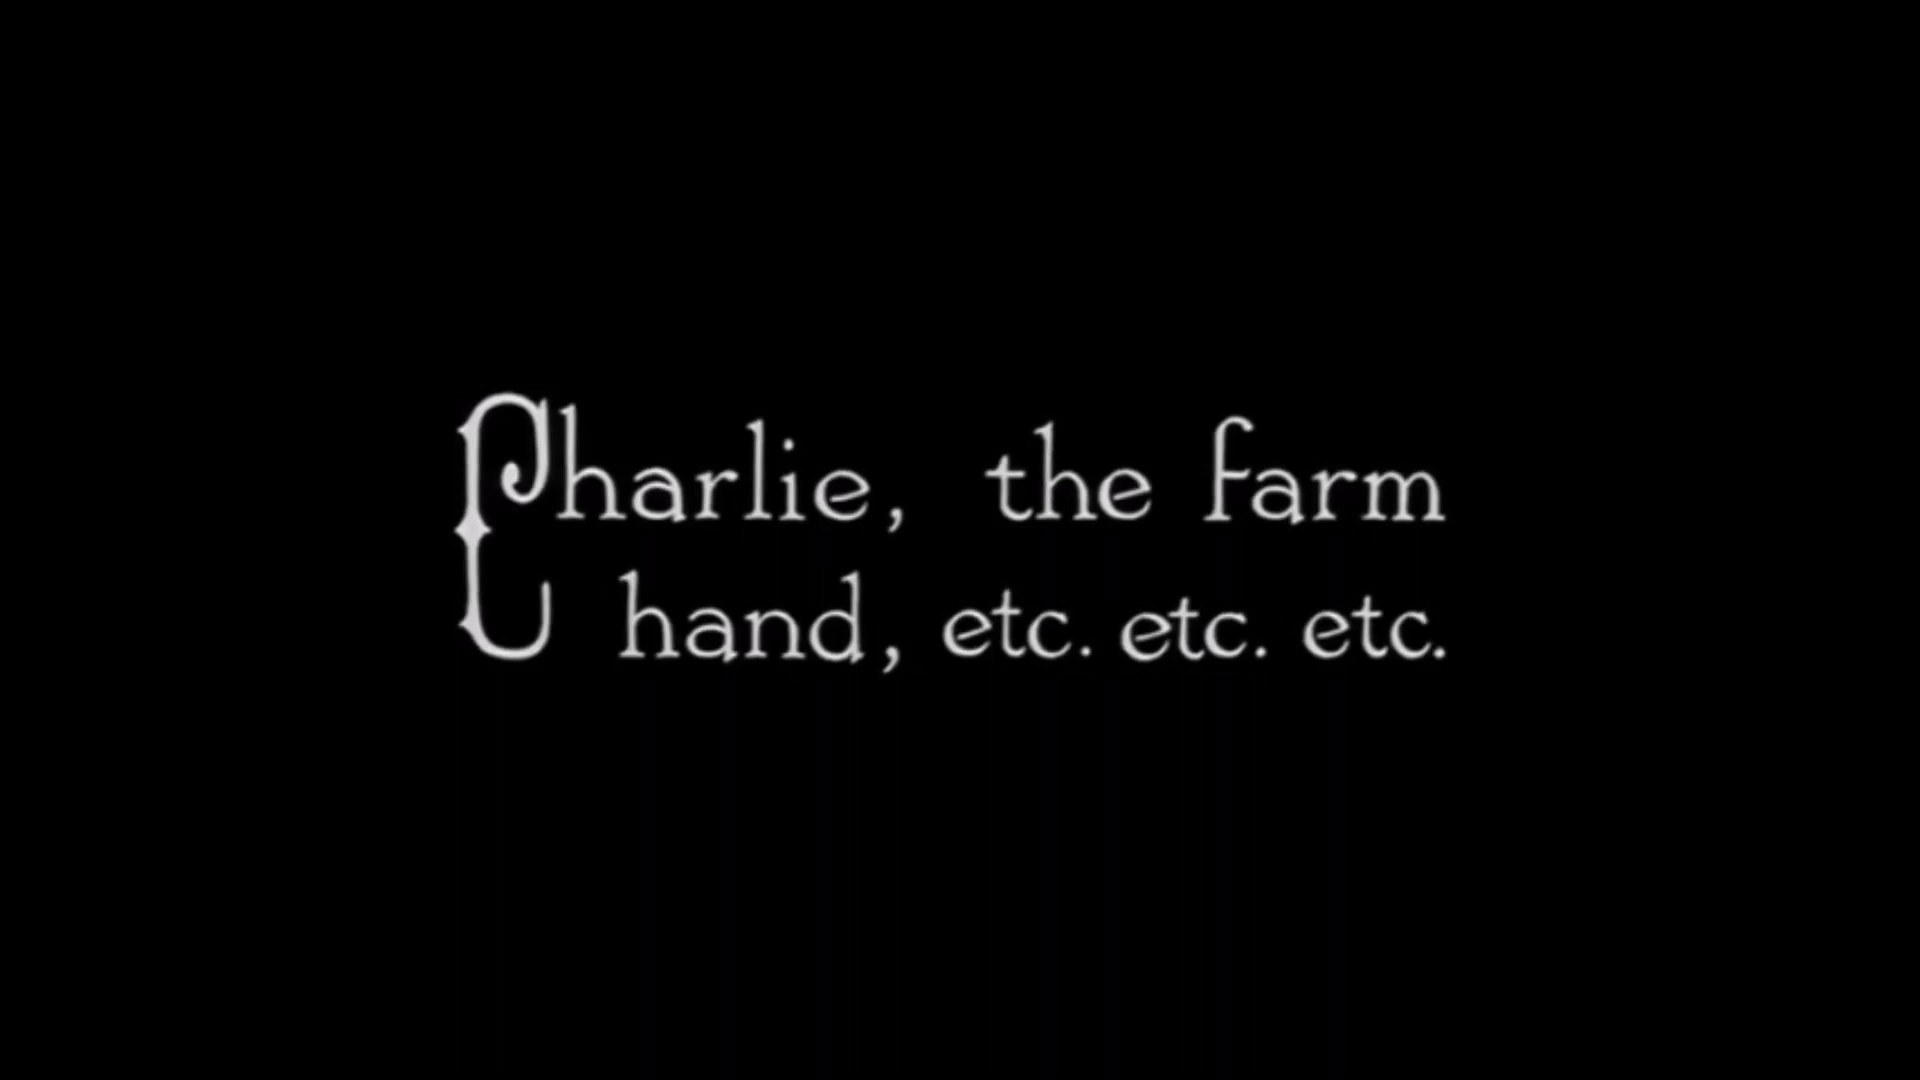 Charlie, the farm
hand, etc. etc. etc.